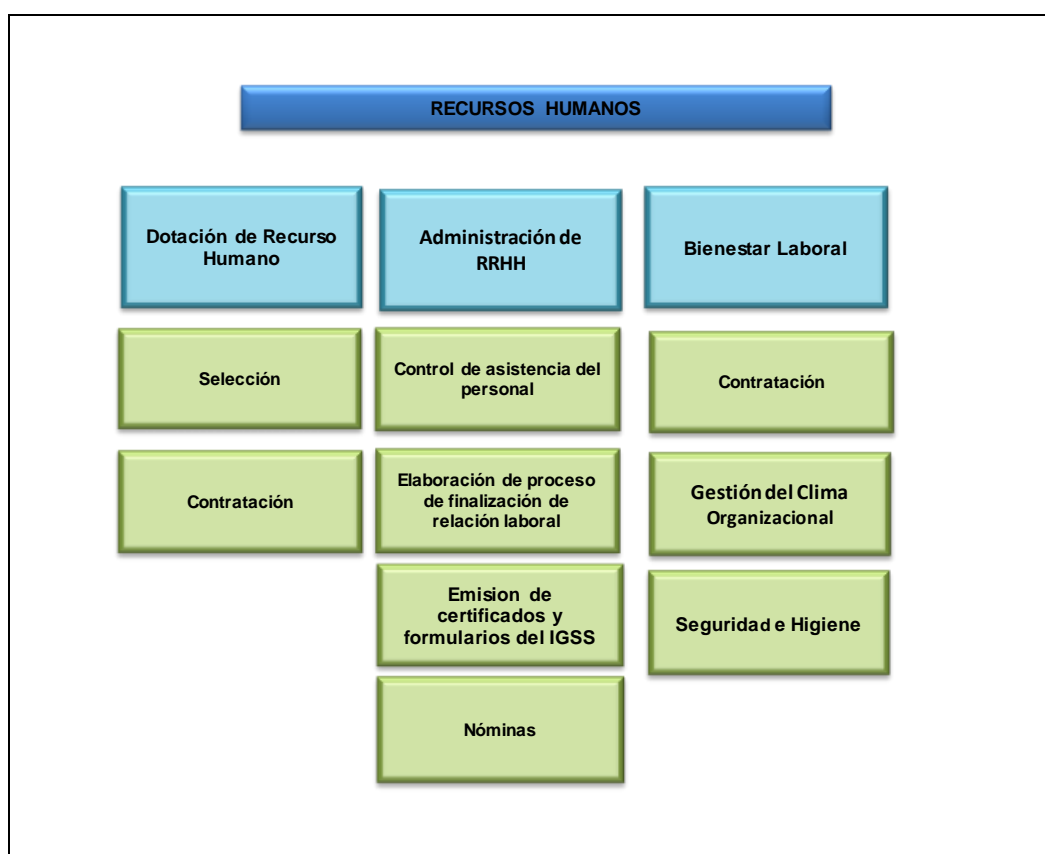 RECURSOS HUMANOS
Dotación de Recurso
Humano
Administración de
RRHH
Bienestar Laboral
Selección
Control de asistencia del
personal
Contratación
Contratación
Elaboración de proceso
de finalización de
relación laboral
Gestión del Clima
Organizacional
Emision de
certificados y
formularios del IGSS
Seguridad e Higiene
Nóminas